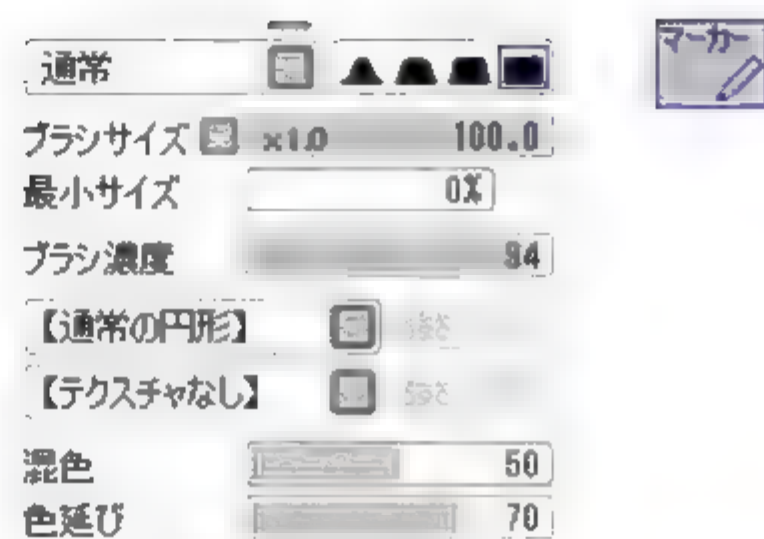 通常
マーカー
ブラシサイズ ×1.0 100.0
最小サイズ 0%
ブラシ濃度 94
【通常の円形】
【テクスチャなし】
混色 50
色延び 70